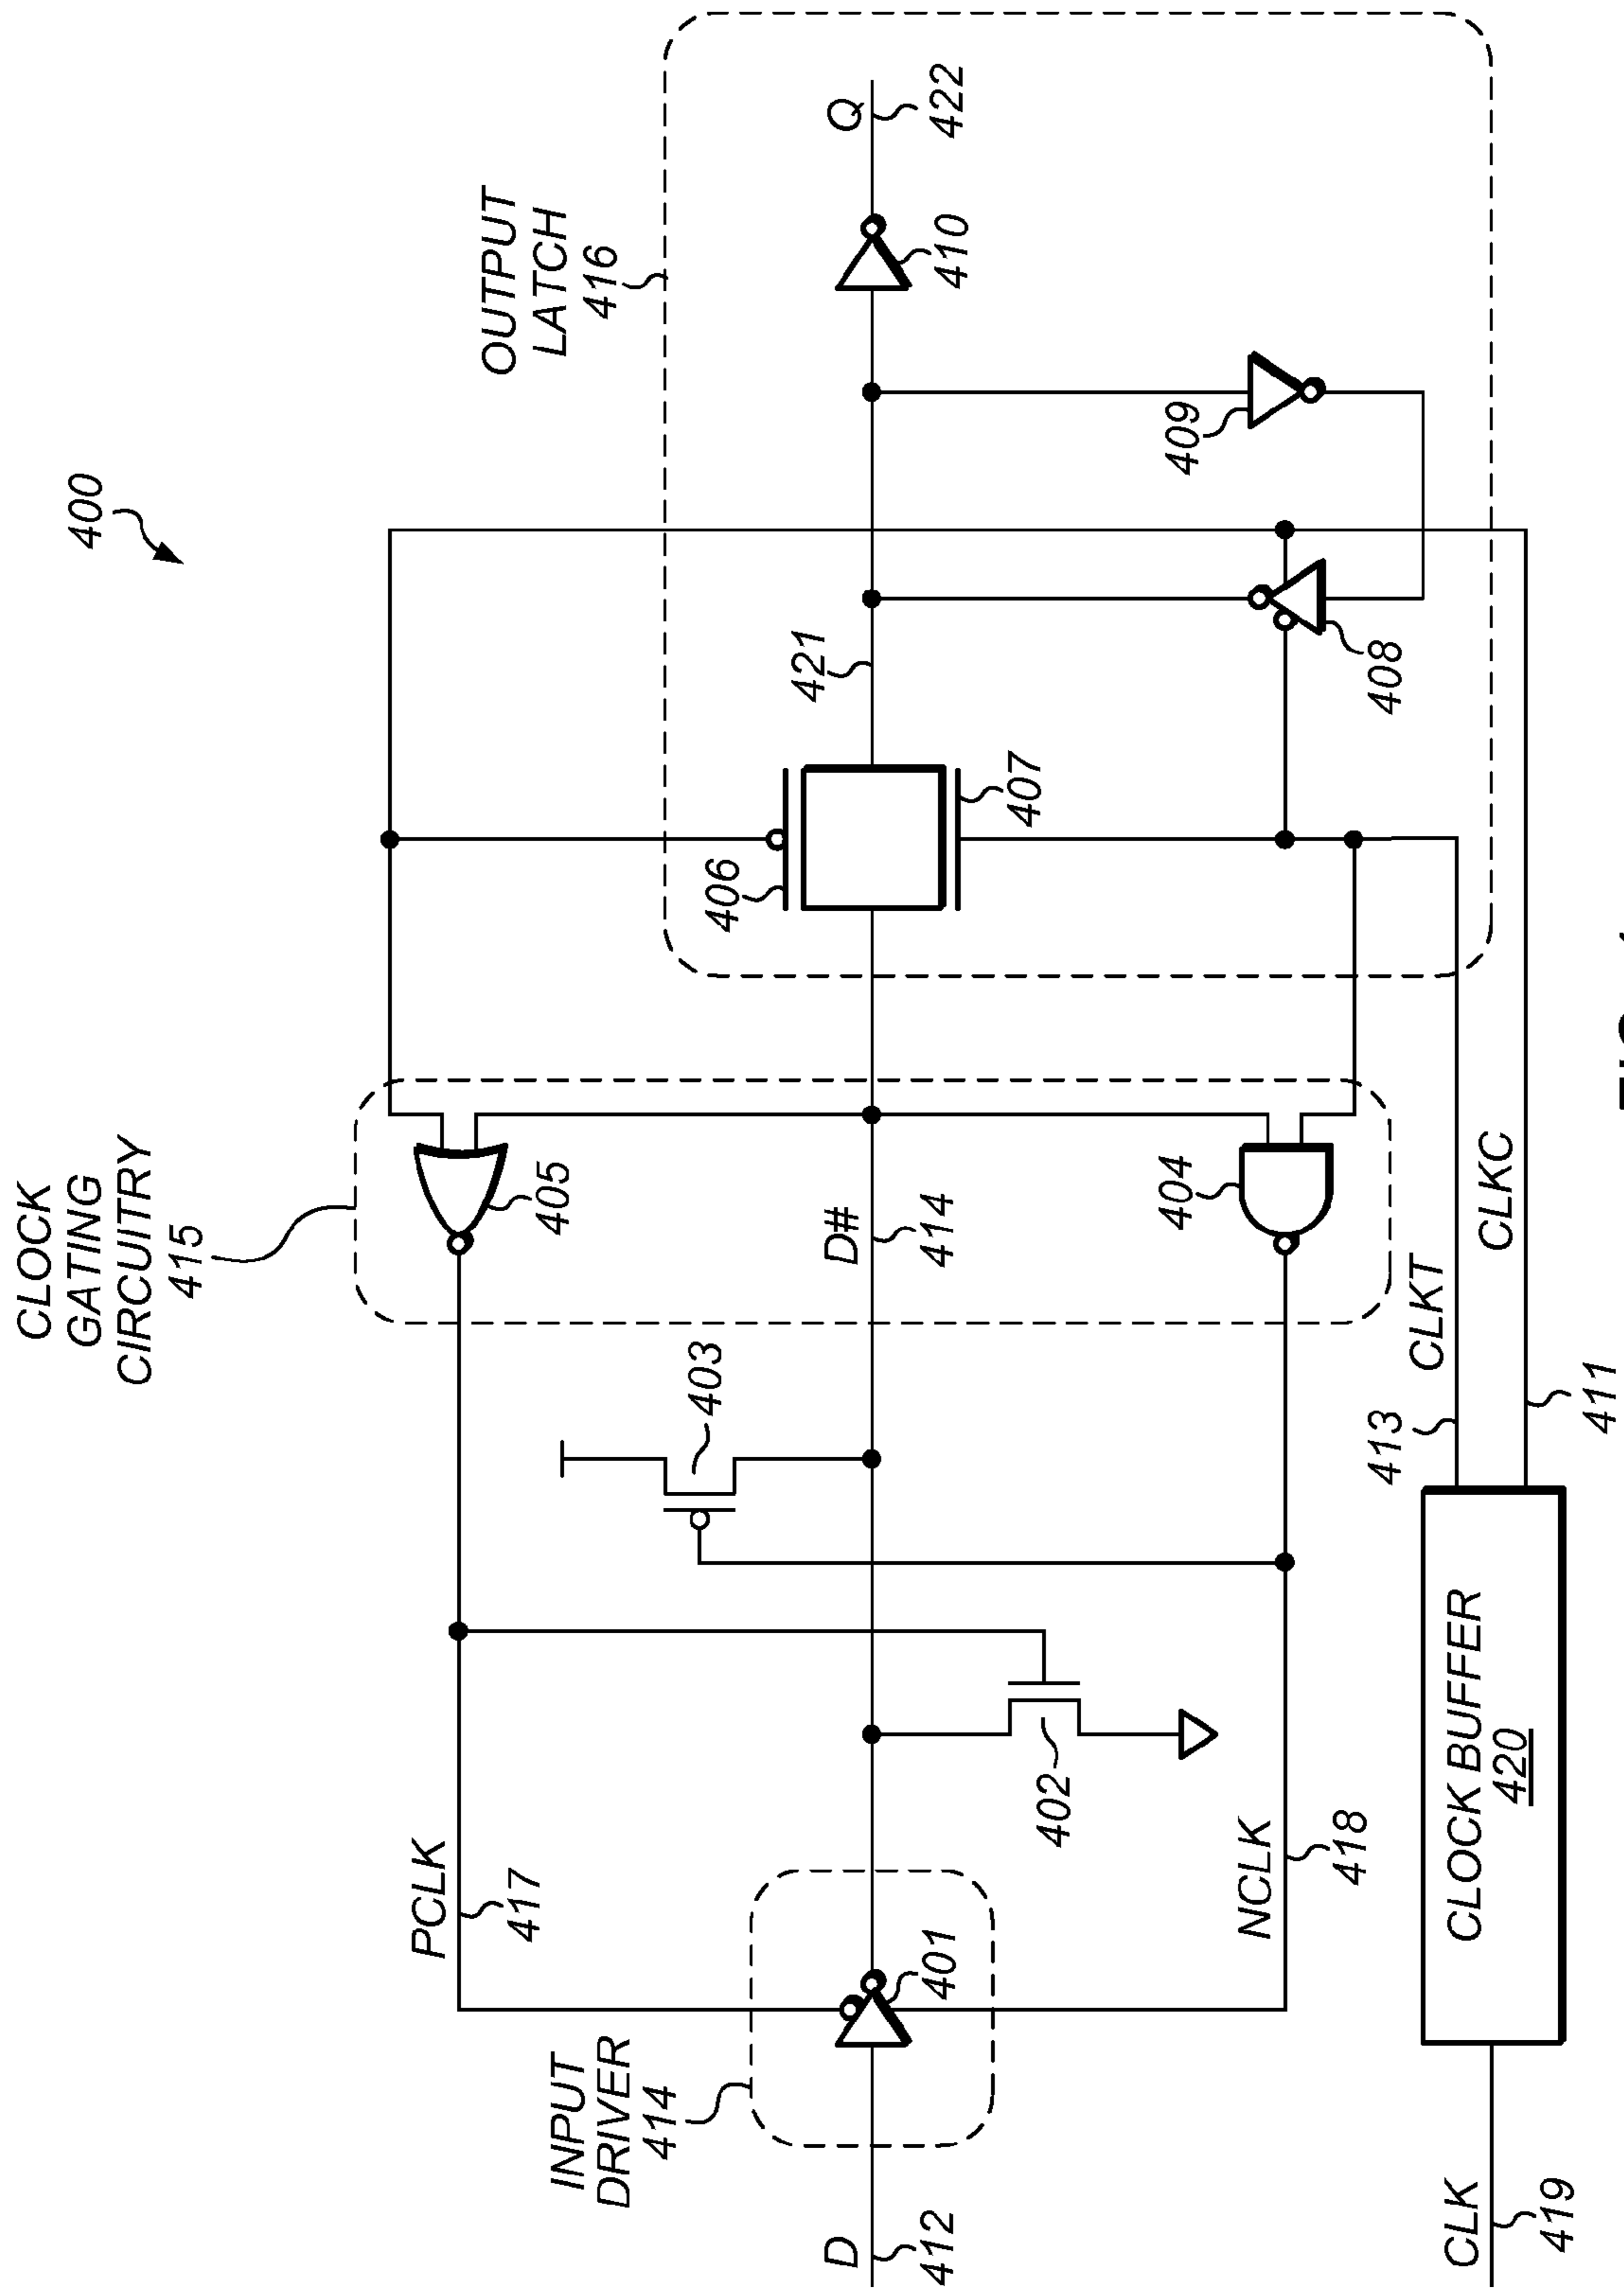 400
CLOCK
GATING
CIRCUITRY
415
OUTPUT
LATCH
416
PCLK
417
405
403
406
INPUT
DRIVER
414
D
412
401
402
D#
414
421
407
Q
422
410
409
408
404
NCLK
418
CLKT
413
CLKC
411
CLK
419
CLOCK BUFFER
420